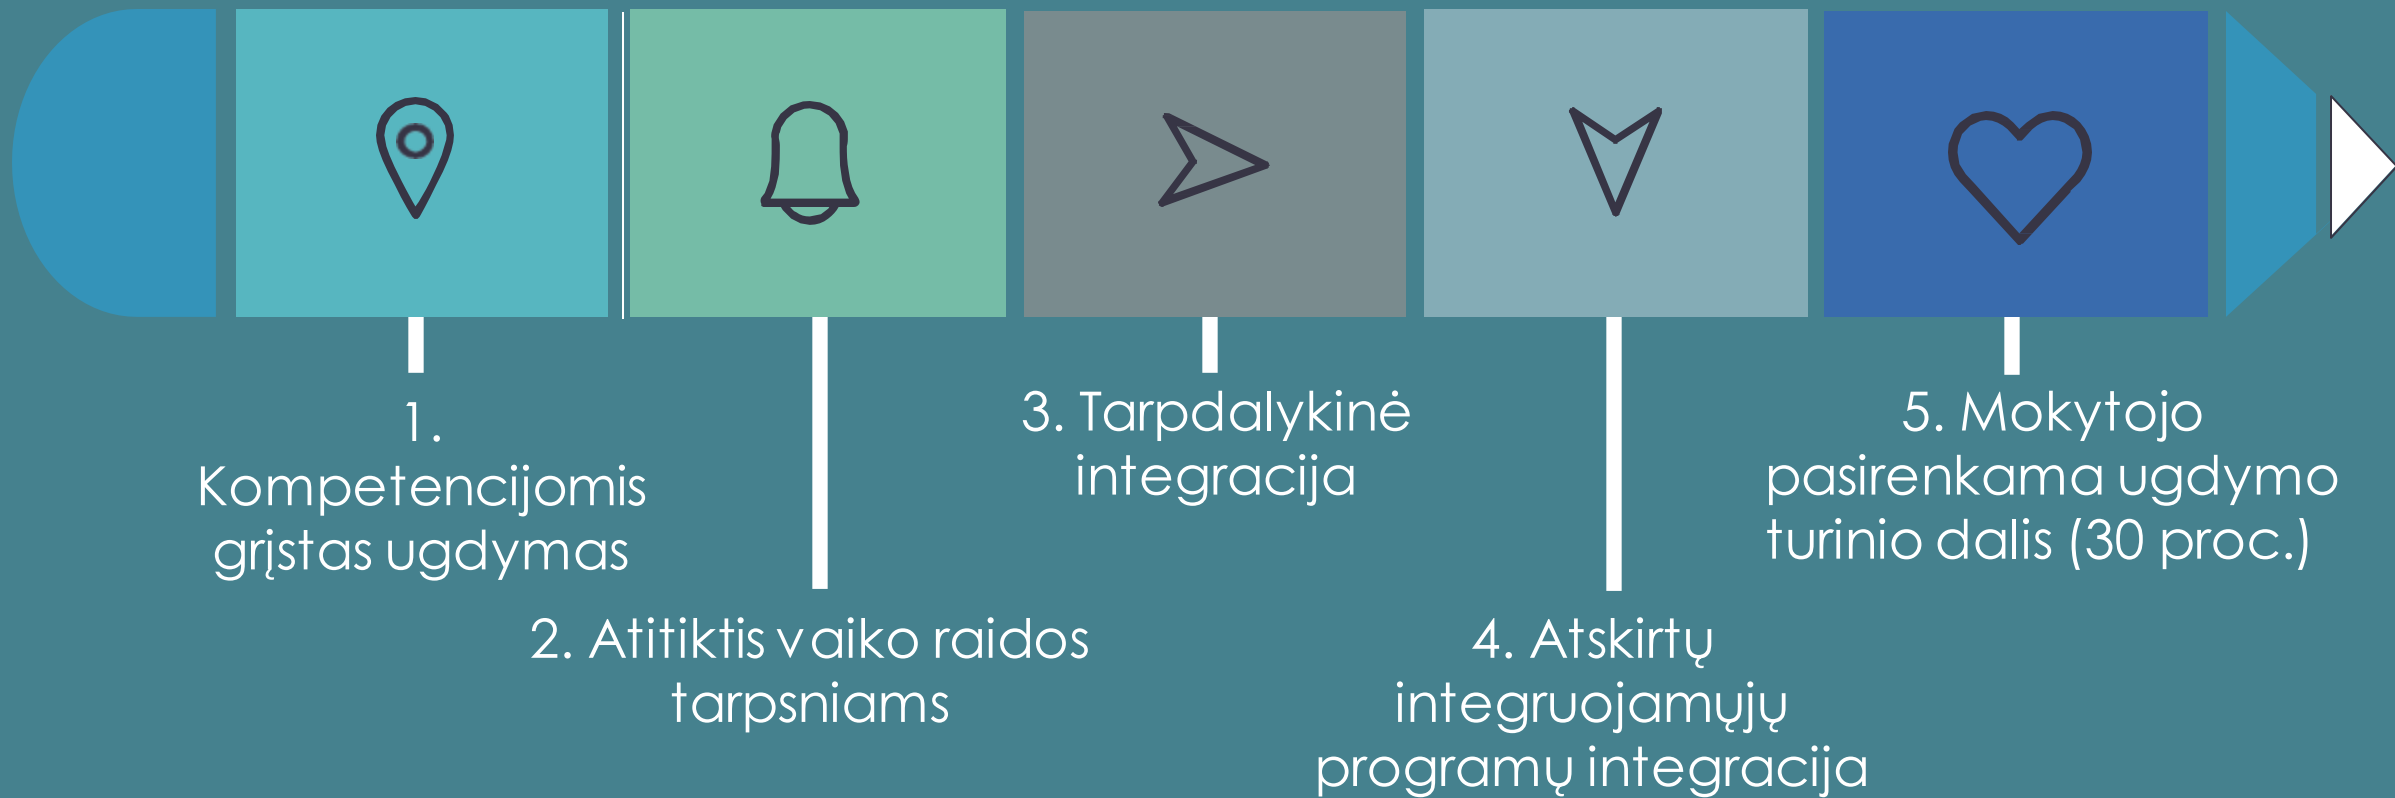 1.
Kompetencijomis
grįstas ugdymas
2. Atitiktis vaiko raidos
tarpsniams
3. Tarpdalykinė
integracija
4. Atskirtų
integruojamųjų
programų integracija
5. Mokytojo
pasirenkama ugdymo
turinio dalis (30 proc.)